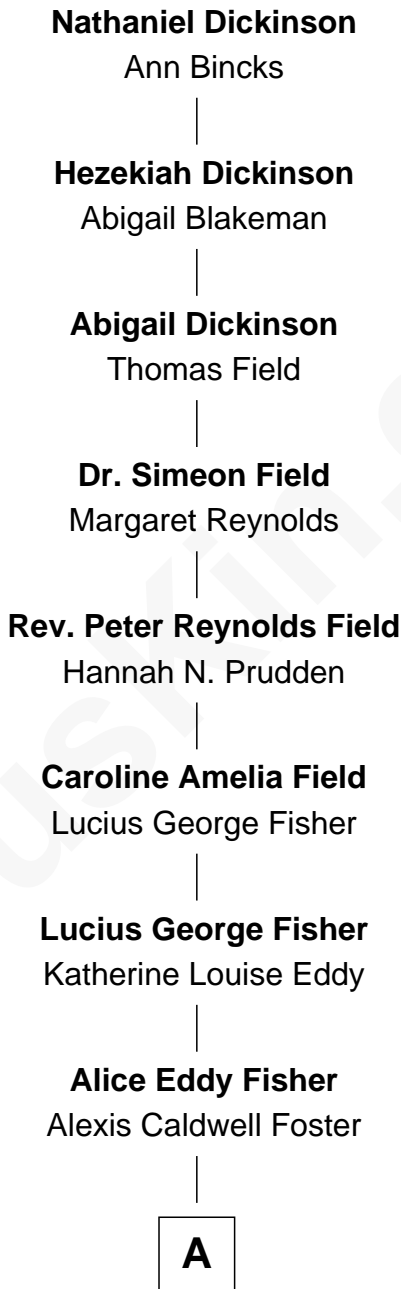 Nathaniel Dickinson
Ann Bincks
Hezekiah Dickinson
Abigail Blakeman
Abigail Dickinson
Thomas Field
Dr. Simeon Field
Margaret Reynolds
Rev. Peter Reynolds Field
Hannah N. Prudden
Caroline Amelia Field
Lucius George Fisher
Lucius George Fisher
Katherine Louise Eddy
Alice Eddy Fisher
Alexis Caldwell Foster
A